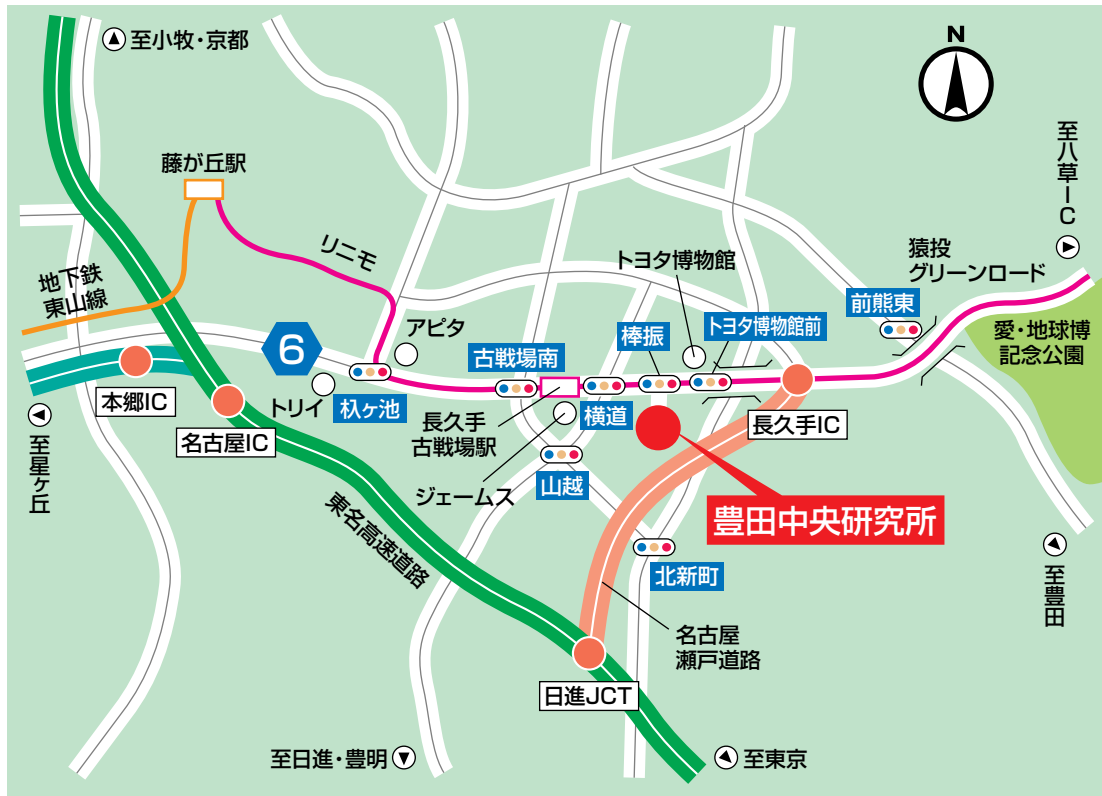 至小牧・京都
N
藤が丘駅
至八草IC
リニモ
猿投
グリーンロード
トヨタ博物館
地下鉄
東山線
前熊東
アピタ
棒振
トヨタ博物館前
愛・地球博
記念公園
6
古戦場南
本郷IC
トリイ
杁ヶ池
長久手
古戦場駅
横道
長久手IC
名古屋IC
至星ヶ丘
ジェームス
山越
豊田中央研究所
東名高速道路
北新町
至豊田
名古屋
瀬戸道路
日進JCT
至日進・豊明
至東京